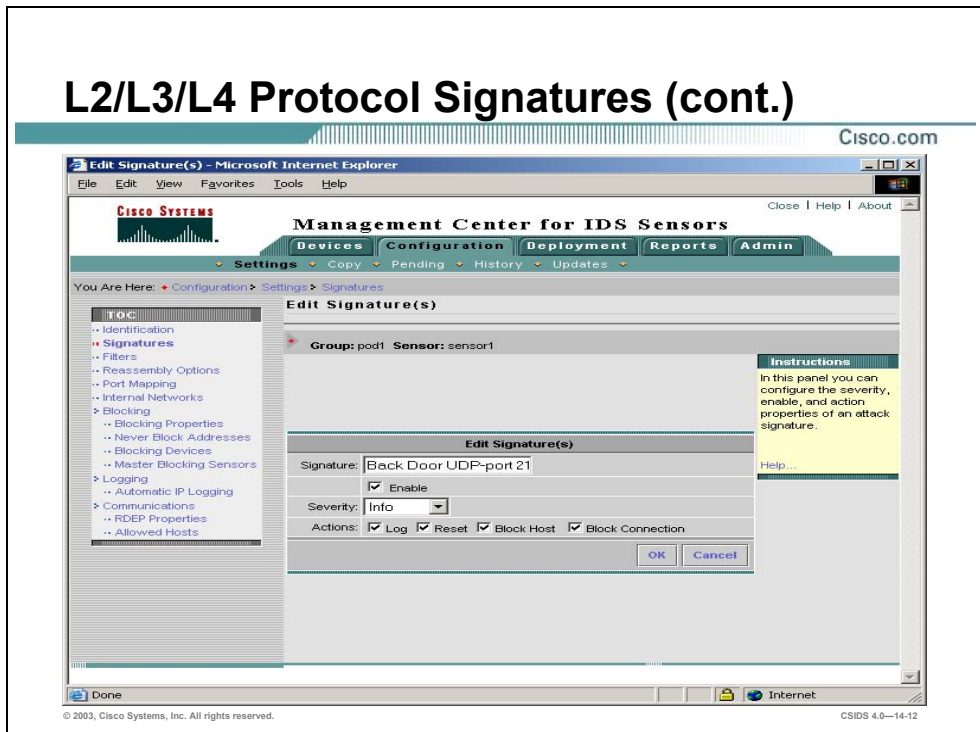 L2/L3/L4 Protocol Signatures (cont.)
Cisco.com
Edit Signature(s) - Microsoft Internet Explorer
File Edit View Favorites Tools Help
Close | Help | About
CISCO SYSTEMS
Management Center for IDS Sensors
Devices Configuration Deployment Reports Admin
Settings Copy Pending History Updates
You Are Here: Configuration > Settings > Signatures
TOC
Identification
Signatures
Filters
Reassembly Options
Port Mapping
Internal Networks
Blocking
Blocking Properties
Never Block Addresses
Blocking Devices
Master Blocking Sensors
Logging
Automatic IP Logging
Communications
RDEP Properties
Allowed Hosts
Edit Signature(s)
Group: pod1 Sensor: sensor1
Edit Signature(s)
Signature: Back Door UDP-port 21
Enable
Severity: Info
Actions: Log Reset Block Host Block Connection
OK Cancel
Instructions
In this panel you can
configure the severity,
enable, and action
properties of an attack
signature.
Help...
Done
Internet
© 2003, Cisco Systems, Inc. All rights reserved.
CSIDS 4.0—14-12